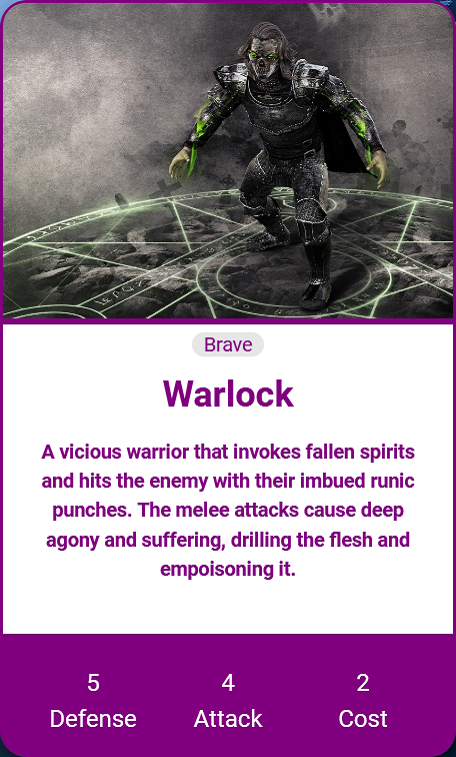 Brave
Warlock
A vicious warrior that invokes fallen spirits
and hits the enemy with their imbued runic
punches. The melee attacks cause deep
agony and suffering, drilling the flesh and
empoisoning it.
5 4 2
Defense Attack Cost